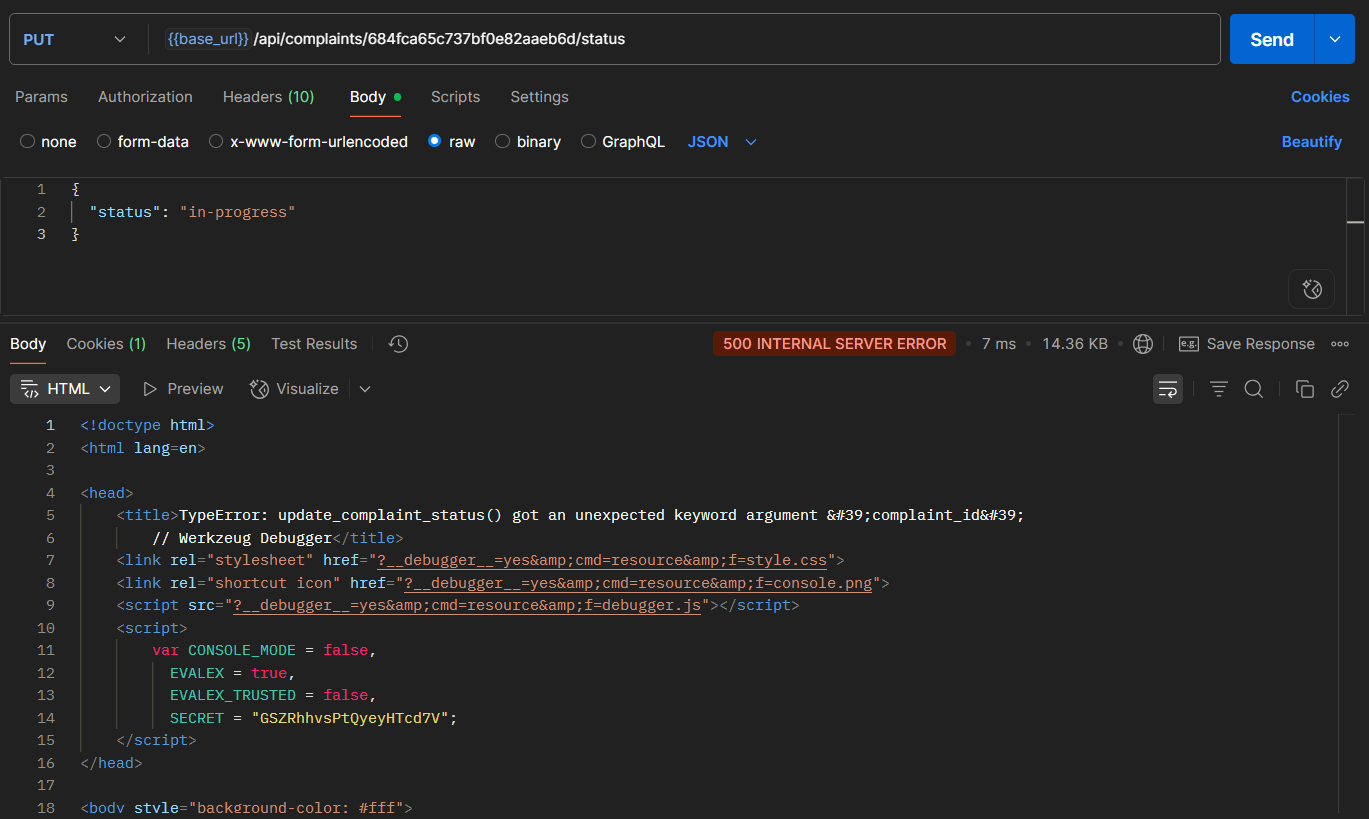 PUT {{base_url}} /api/complaints/684fca65c737bf0e82aaeb6d/status Send
Params Authorization Headers (10) Body Scripts Settings Cookies
none form-data x-www-form-urlencoded raw binary GraphQL JSON Beautify
1 {
2 "status": "in-progress"
3 }
Body Cookies (1) Headers (5) Test Results 500 INTERNAL SERVER ERROR • 7 ms • 14.36 KB • e.g. Save Response
HTML Preview Visualize
1 <!doctype html>
2 <html lang=en>
3
4 <head>
5 <title>TypeError: update_complaint_status() got an unexpected keyword argument &#39;complaint_id&#39;
6 // Werkzeug Debugger</title>
7 <link rel="stylesheet" href="?__debugger__=yes&amp;cmd=resource&amp;f=style.css">
8 <link rel="shortcut icon" href="?__debugger__=yes&amp;cmd=resource&amp;f=console.png">
9 <script src="?__debugger__=yes&amp;cmd=resource&amp;f=debugger.js"></script>
10 <script>
11 var CONSOLE_MODE = false,
12 EVALEX = true,
13 EVALEX_TRUSTED = false,
14 SECRET = "GSZRhhvsPtQyeyHTcd7V";
15 </script>
16 </head>
17
18 <body style="background-color: #fff">